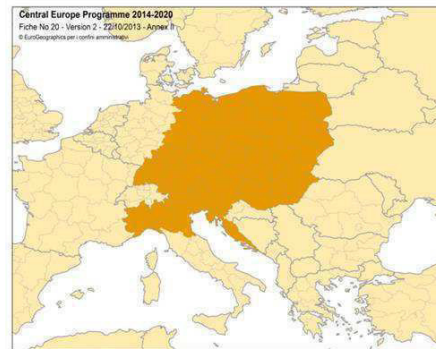 Central Europe Programme 2014-2020
Fiche No 20 - Version 2 - 22/10/2013 - Annex II
© EuroGeographics per i confini amministrativi